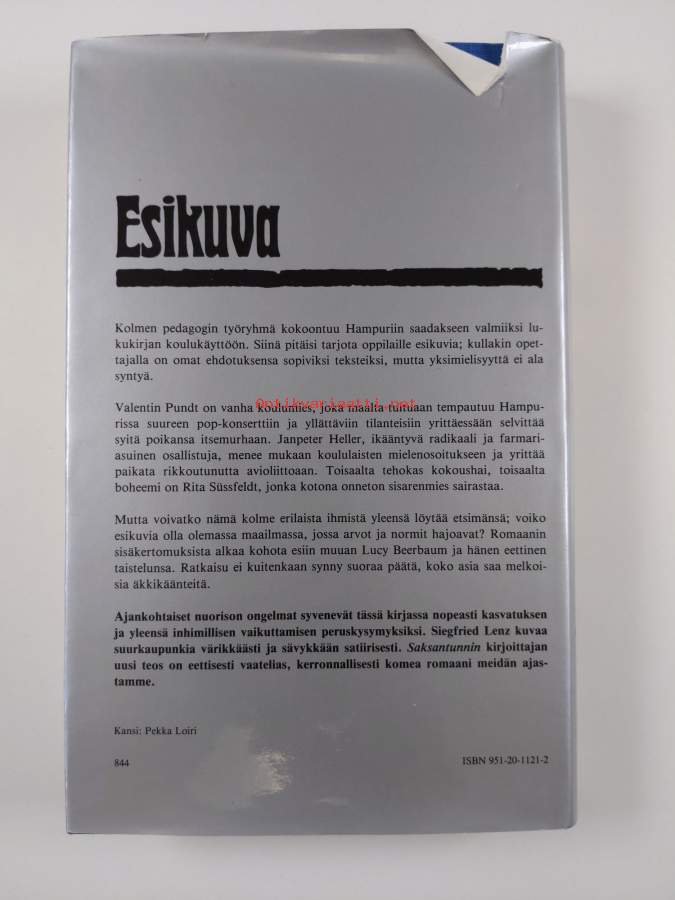 Esikuva
Kolmen pedagogin työryhmä kokoontuu Hampuriin saadakseen valmiiksi lu-
kukirjan koulukäyttöön. Siinä pitäisi tarjota oppilaille esikuvia; kullakin opet-
tajalla on omat ehdotuksensa sopiviksi teksteiksi, mutta yksimielisyyttä ei ala
syntyä.
Antikvariaatti.net
Valentin Pundt on vanha koulumies, joka maalta tultuaan tempautuu Hampu-
rissa suureen pop-konserttiin ja yllättäviin tilanteisiin yrittäessään selvittää
syitä poikansa itsemurhaan. Janpeter Heller, ikääntyvä radikaali ja farmari-
asuinen osallistuja, menee mukaan koululaisten mielenosoitukseen ja yrittää
paikata rikkoutunutta avioliittoaan. Toisaalta tehokas kokoushai, toisaalta
boheemi on Rita Süssfeldt, jonka kotona onneton sisarenmies sairastaa.
Mutta voivatko nämä kolme erilaista ihmistä yleensä löytää etsimänsä; voiko
esikuvia olla olemassa maailmassa, jossa arvot ja normit hajoavat? Romaanin
sisäkertomuksista alkaa kohota esiin muuan Lucy Beerbaum ja hänen eettinen
taistelunsa. Ratkaisu ei kuitenkaan synny suoraa päätä, koko asia saa melkoi-
sia äkkikäänteitä.
Ajankohtaiset nuorison ongelmat syvenevät tässä kirjassa nopeasti kasvatuksen
ja yleensä inhimillisen vaikuttamisen peruskysymyksiksi. Siegfried Lenz kuvaa
suurkaupunkia värikkäästi ja sävykkään satiirisesti. Saksantunnin kirjoittajan
uusi teos on eettisesti vaatelias, kerronnallisesti komea romaani meidän ajas-
tamme.
Kansi: Pekka Loiri
844
ISBN 951-20-1121-2